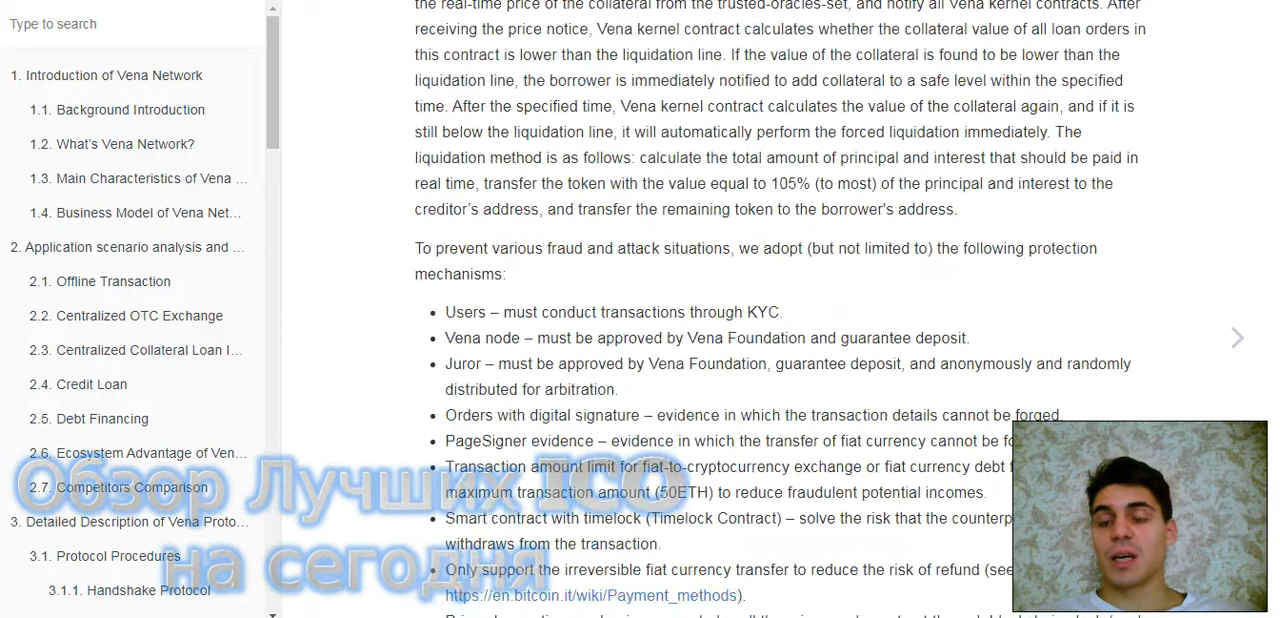 Type to search
1. Introduction of Vena Network
1.1. Background Introduction
1.2. What's Vena Network?
1.3. Main Characteristics of Vena ...
1.4. Business Model of Vena Net...
2. Application scenario analysis and ...
2.1. Offline Transaction
2.2. Centralized OTC Exchange
2.3. Centralized Collateral Loan I...
2.4. Credit Loan
2.5. Debt Financing
2.6. Ecosystem Advantage of Ven...
2.7. Competitors Comparison
3. Detailed Description of Vena Proto...
3.1. Protocol Procedures
3.1.1. Handshake Protocol
the real-time price of the collateral from the trusted-oracles-set, and notify all Vena kernel contracts. After
receiving the price notice, Vena kernel contract calculates whether the collateral value of all loan orders in
this contract is lower than the liquidation line. If the value of the collateral is found to be lower than the
liquidation line, the borrower is immediately notified to add collateral to a safe level within the specified
time. After the specified time, Vena kernel contract calculates the value of the collateral again, and if it is
still below the liquidation line, it will automatically perform the forced liquidation immediately. The
liquidation method is as follows: calculate the total amount of principal and interest that should be paid in
real time, transfer the token with the value equal to 105% (to most) of the principal and interest to the
creditor's address, and transfer the remaining token to the borrower's address.
To prevent various fraud and attack situations, we adopt (but not limited to) the following protection
mechanisms:
• Users – must conduct transactions through KYC.
• Vena node – must be approved by Vena Foundation and guarantee deposit.
• Juror – must be approved by Vena Foundation, guarantee deposit, and anonymously and randomly
distributed for arbitration.
• Orders with digital signature – evidence in which the transaction details cannot be forged.
• PageSigner evidence – evidence in which the transfer of fiat currency cannot be
• Transaction amount limit for fiat-to-cryptocurrency exchange or fiat currency debt
maximum transaction amount (50ETH) to reduce fraudulent potential incomes.
• Smart contract with timelock (Timelock Contract) – solve the risk that the
withdraws from the transaction.
• Only support the irreversible fiat currency transfer to reduce the risk of refund (see
https://en.bitcoin.it/wiki/Payment_methods).
Обзор Лучших ICO
на сегодня